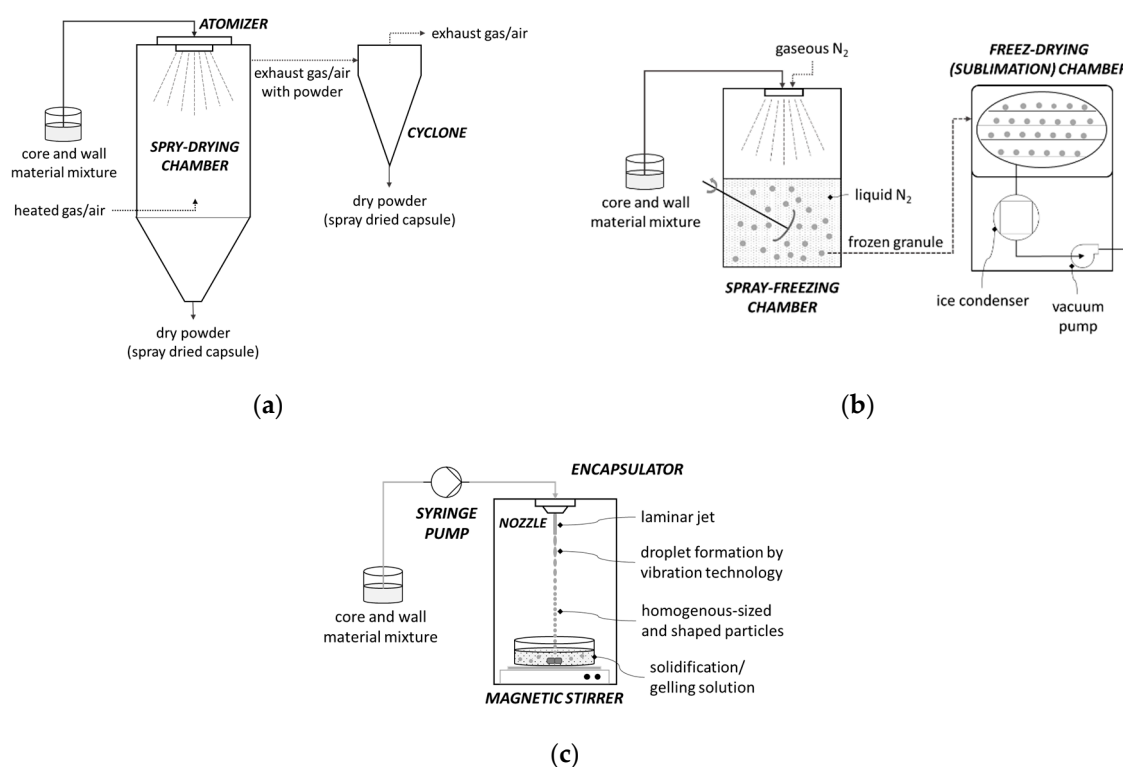 ATOMIZER
exhaust gas/air
exhaust gas/air
with powder
CYCLONE
core and wall
material mixture
SPRY-DRYING
CHAMBER
heated gas/air
dry powder
(spray dried capsule)
dry powder
(spray dried capsule)
(a)
gaseous N2
FREEZ-DRYING
(SUBLIMATION) CHAMBER
core and wall
material mixture
liquid N2
frozen granule
SPRAY-FREEZING
CHAMBER
ice condenser
vacuum
pump
(b)
ENCAPSULATOR
SYRINGE
PUMP
NOZZLE
laminar jet
droplet formation by
vibration technology
core and wall
material mixture
homogenous-sized
and shaped particles
solidification/
gelling solution
MAGNETIC STIRRER
(c)